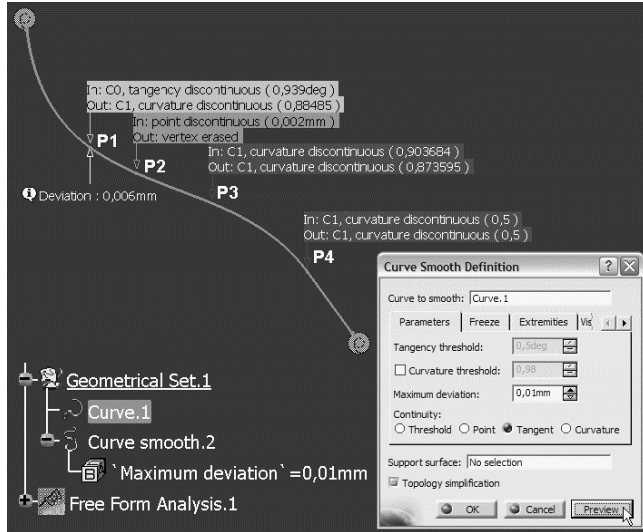 In: C0, tangency discontinuous ( 0,939deg )
Out: C1, curvature discontinuous ( 0,88485 )
In: point discontinuous ( 0,002mm )
Out: vertex erased
P1
P2
In: C1, curvature discontinuous ( 0,903684 )
Out: C1, curvature discontinuous ( 0,873595 )
P3
Deviation : 0,006mm
In: C1, curvature discontinuous ( 0,5 )
Out: C1, curvature discontinuous ( 0,5 )
P4
Curve Smooth Definition
Curve to smooth: Curve.1
Parameters Freeze Extremities Vis
Tangency threshold: 0,5deg
Curvature threshold: 0,98
Maximum deviation: 0,01mm
Continuity:
Threshold Point Tangent Curvature
Support surface: No selection
Topology simplification
OK Cancel Preview
Geometrical Set.1
Curve.1
Curve smooth.2
`Maximum deviation`=0,01mm
Free Form Analysis.1